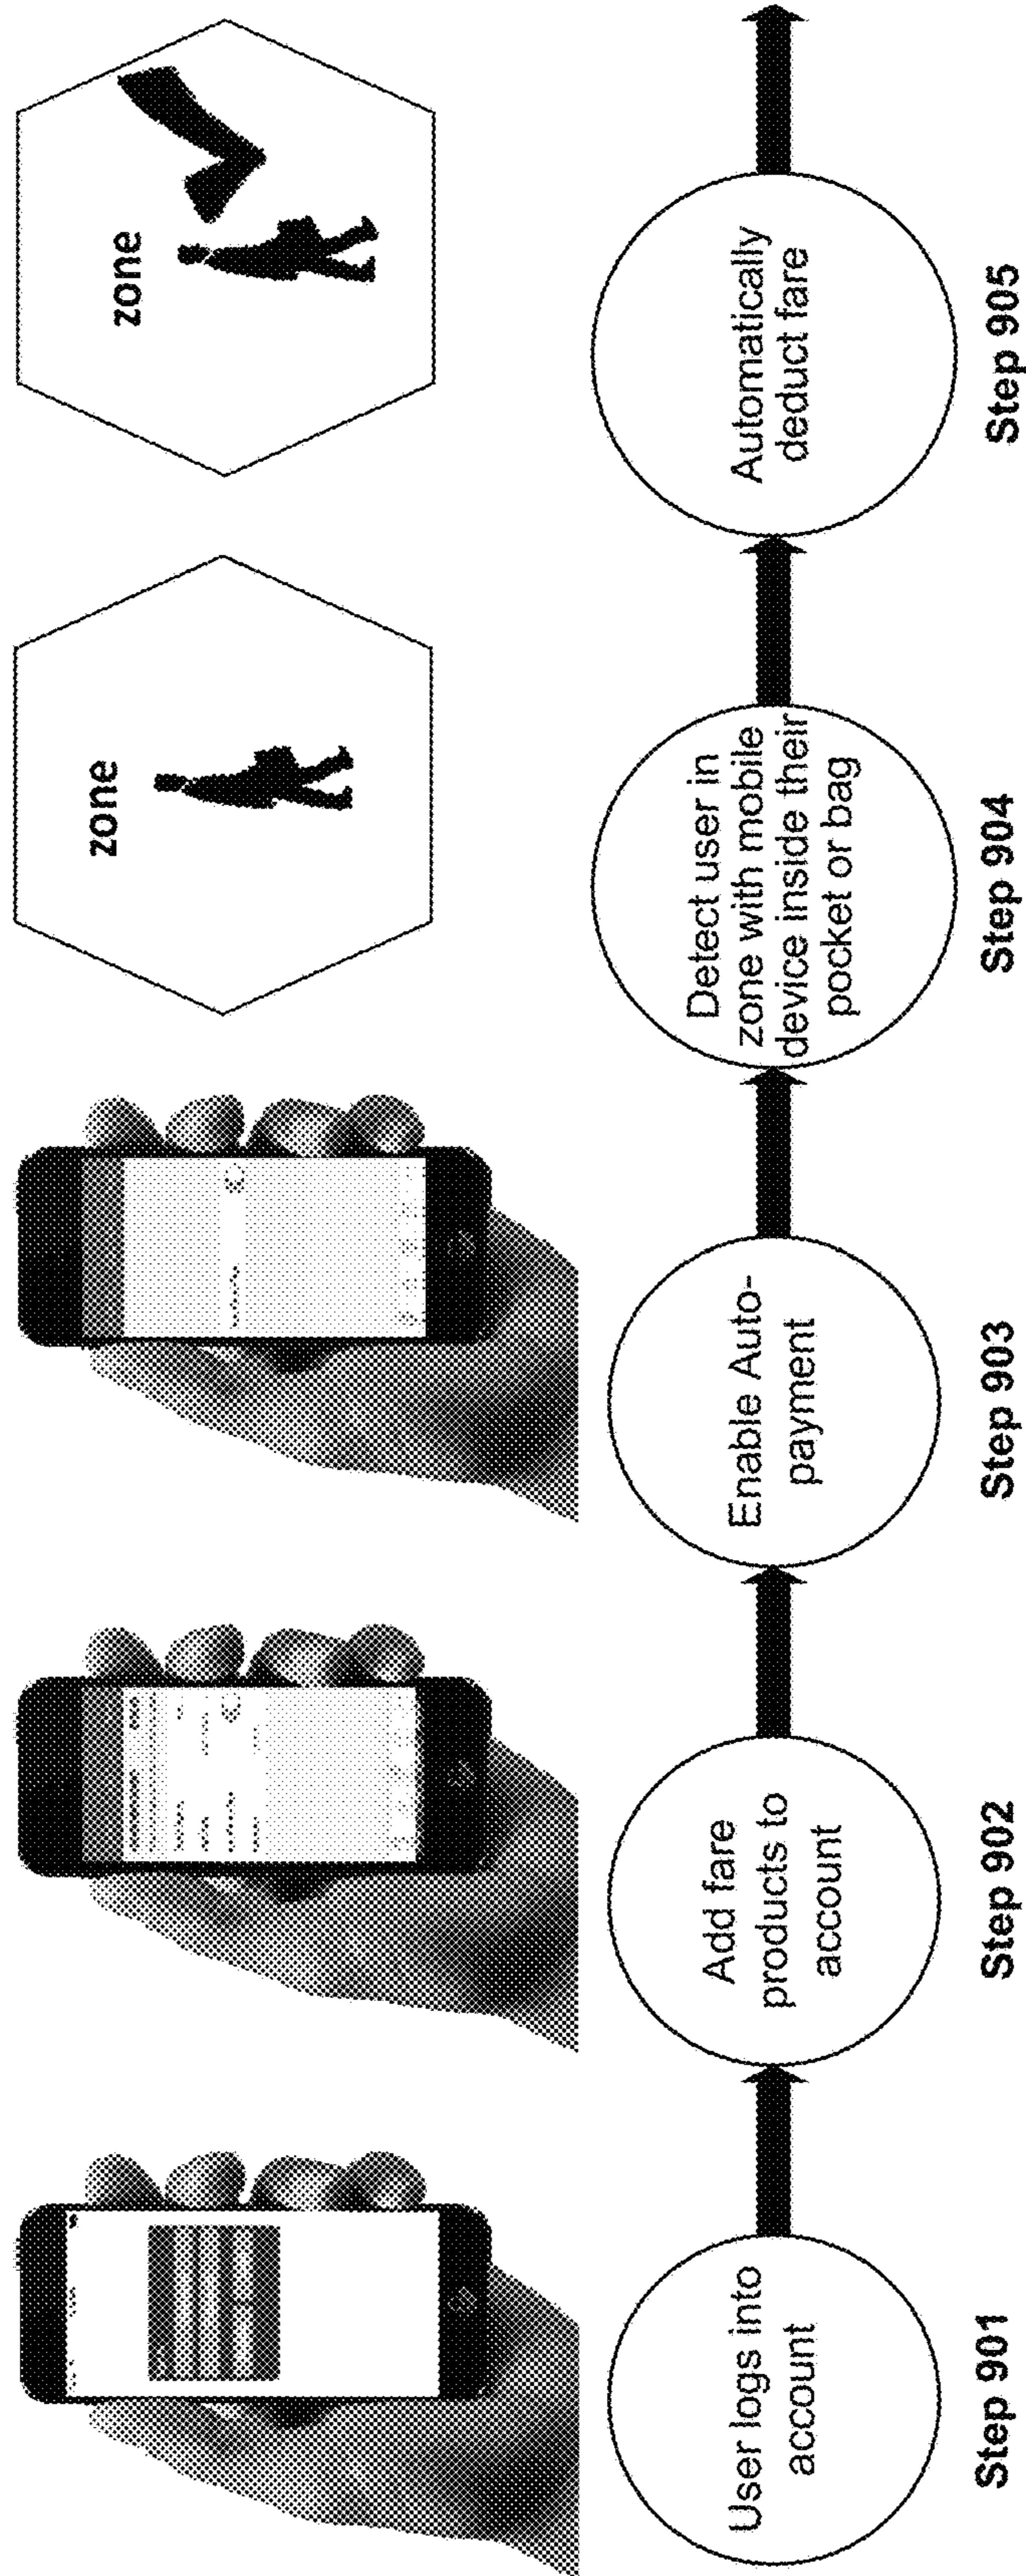 zone
zone
User logs into
account
Add fare
products to
account
Enable Auto-
payment
Detect user in
zone with mobile
device inside their
pocket or bag
Automatically
deduct fare
Step 901
Step 902
Step 903
Step 904
Step 905